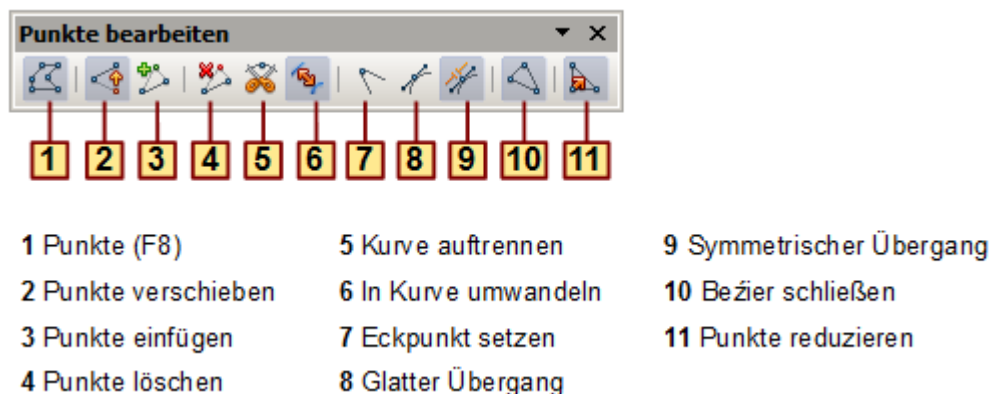 Punkte bearbeiten
1 2 3 4 5 6 7 8 9 10 11
1 Punkte (F8)
2 Punkte verschieben
3 Punkte einfügen
4 Punkte löschen
5 Kurve auftrennen
6 In Kurve umwandeln
7 Eckpunkt setzen
8 Glatter Übergang
9 Symmetrischer Übergang
10 Beźier schließen
11 Punkte reduzieren